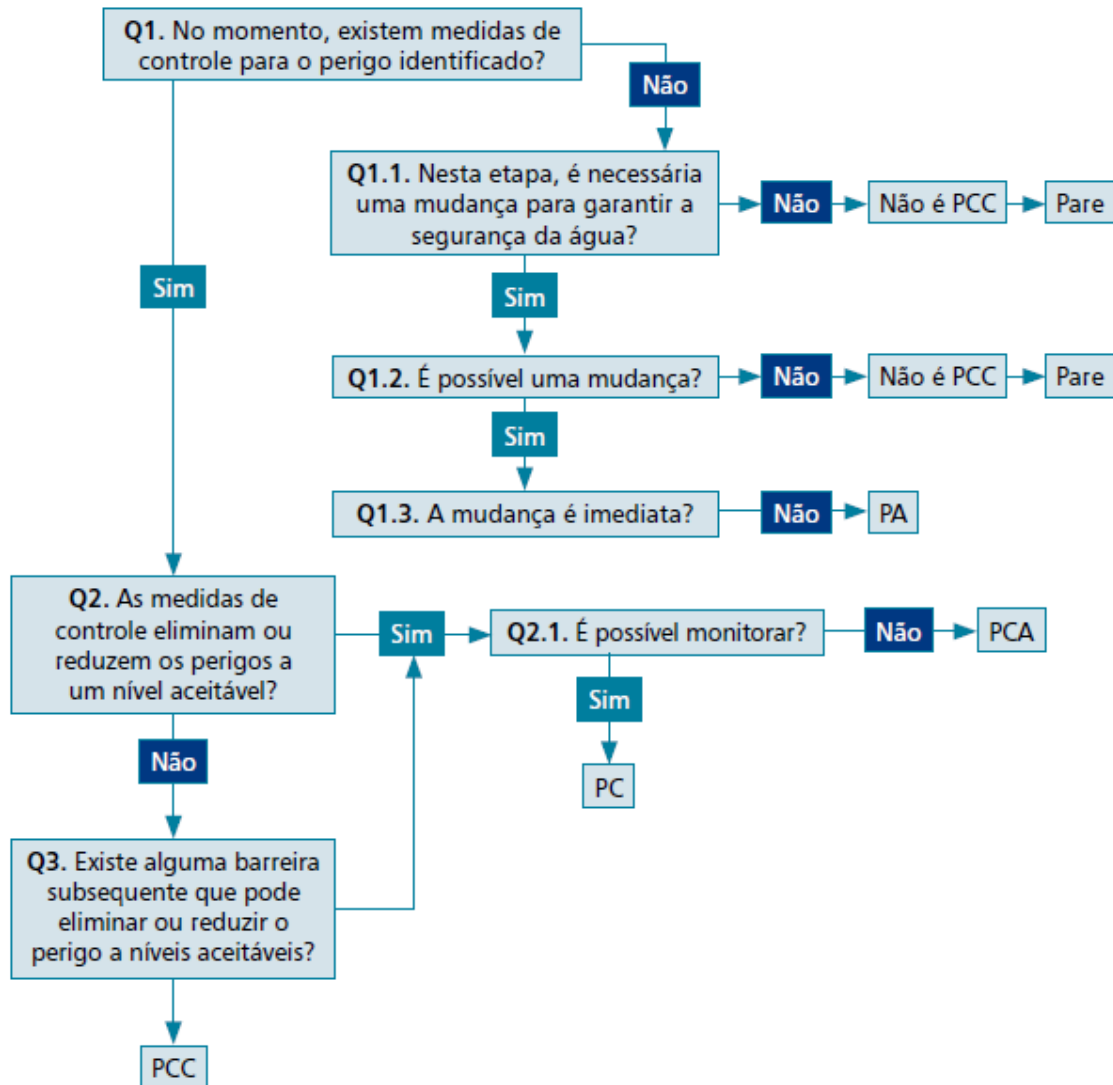 Q1. No momento, existem medidas de
controle para o perigo identificado?
Não
Q1.1. Nesta etapa, é necessária
uma mudança para garantir a
segurança da água?
Não
Não é PCC
Pare
Sim
Sim
Q1.2. É possível uma mudança?
Não
Não é PCC
Pare
Sim
Q1.3. A mudança é imediata?
Não
PA
Q2. As medidas de
controle eliminam ou
reduzem os perigos a
um nível aceitável?
Sim
Q2.1. É possível monitorar?
Não
PCA
Sim
PC
Não
Q3. Existe alguma barreira
subsequente que pode
eliminar ou reduzir o
perigo a níveis aceitáveis?
PCC